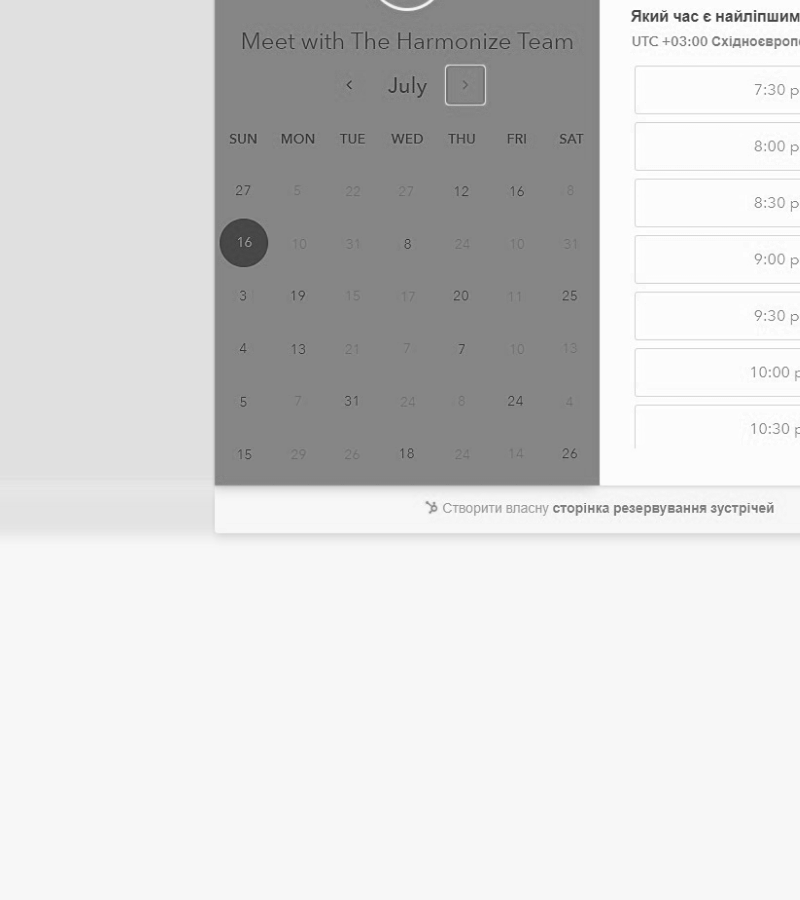 Meet with The Harmonize Team
July
SUN MON TUE WED THU FRI SAT
27 5 22 27 12 16 8
16 10 31 8 24 10 31
3 19 15 17 20 11 25
4 13 21 7 7 10 13
5 7 31 24 8 24 4
15 29 26 18 24 14 26
Який час є найліпшим
UTC +03:00 Східноєвропе
7:30 p
8:00 p
8:30 p
9:00 p
9:30 p
10:00 p
10:30 p
Створити власну сторінка резервування зустрічей